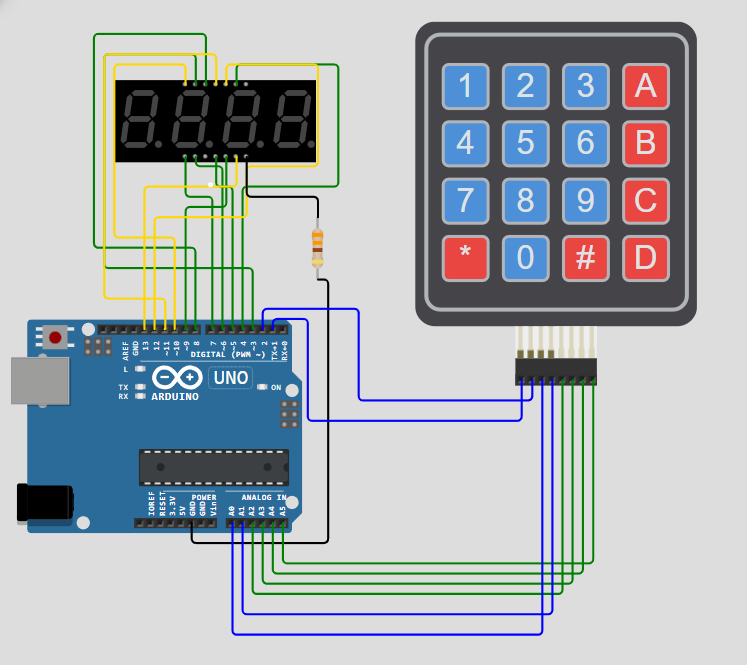 1 2 3 A
4 5 6 B
7 8 9 C
* 0 # D
AREF
GND
13
12
~11
~10
~9
8
7
~6
~5
4
~3
2
TX→1
RX←0
DIGITAL (PWM ~)
L
TX
RX
UNO
ON
ARDUINO
POWER
ANALOG IN
IOREF
RESET
3.3V
5V
GND
GND
Vin
A0
A1
A2
A3
A4
A5